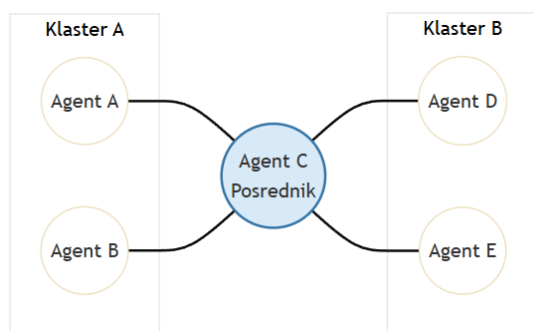 Klaster A
Klaster B
Agent A
Agent D
Agent C
Posrednik
Agent B
Agent E